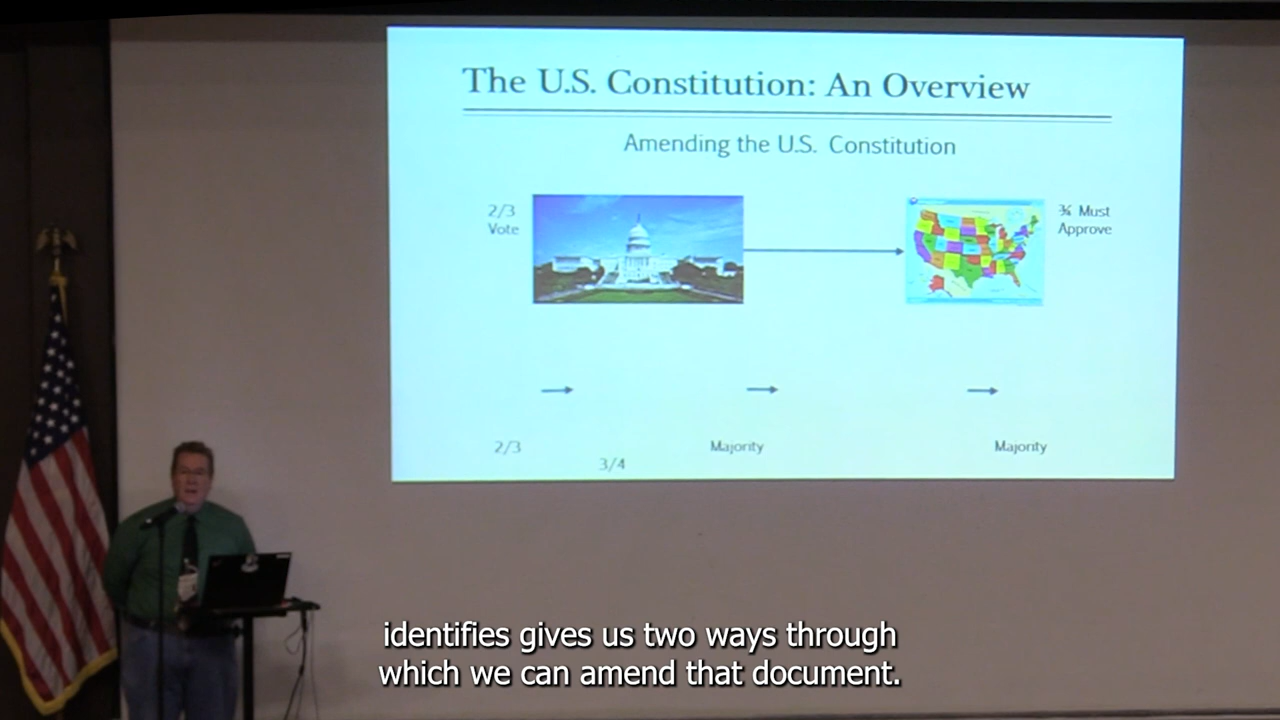 The U.S. Constitution: An Overview
Amending the U.S. Constitution
2/3
Vote
¾ Must
Approve
2/3
3/4
Majority
Majority
identifies gives us two ways through
which we can amend that document.